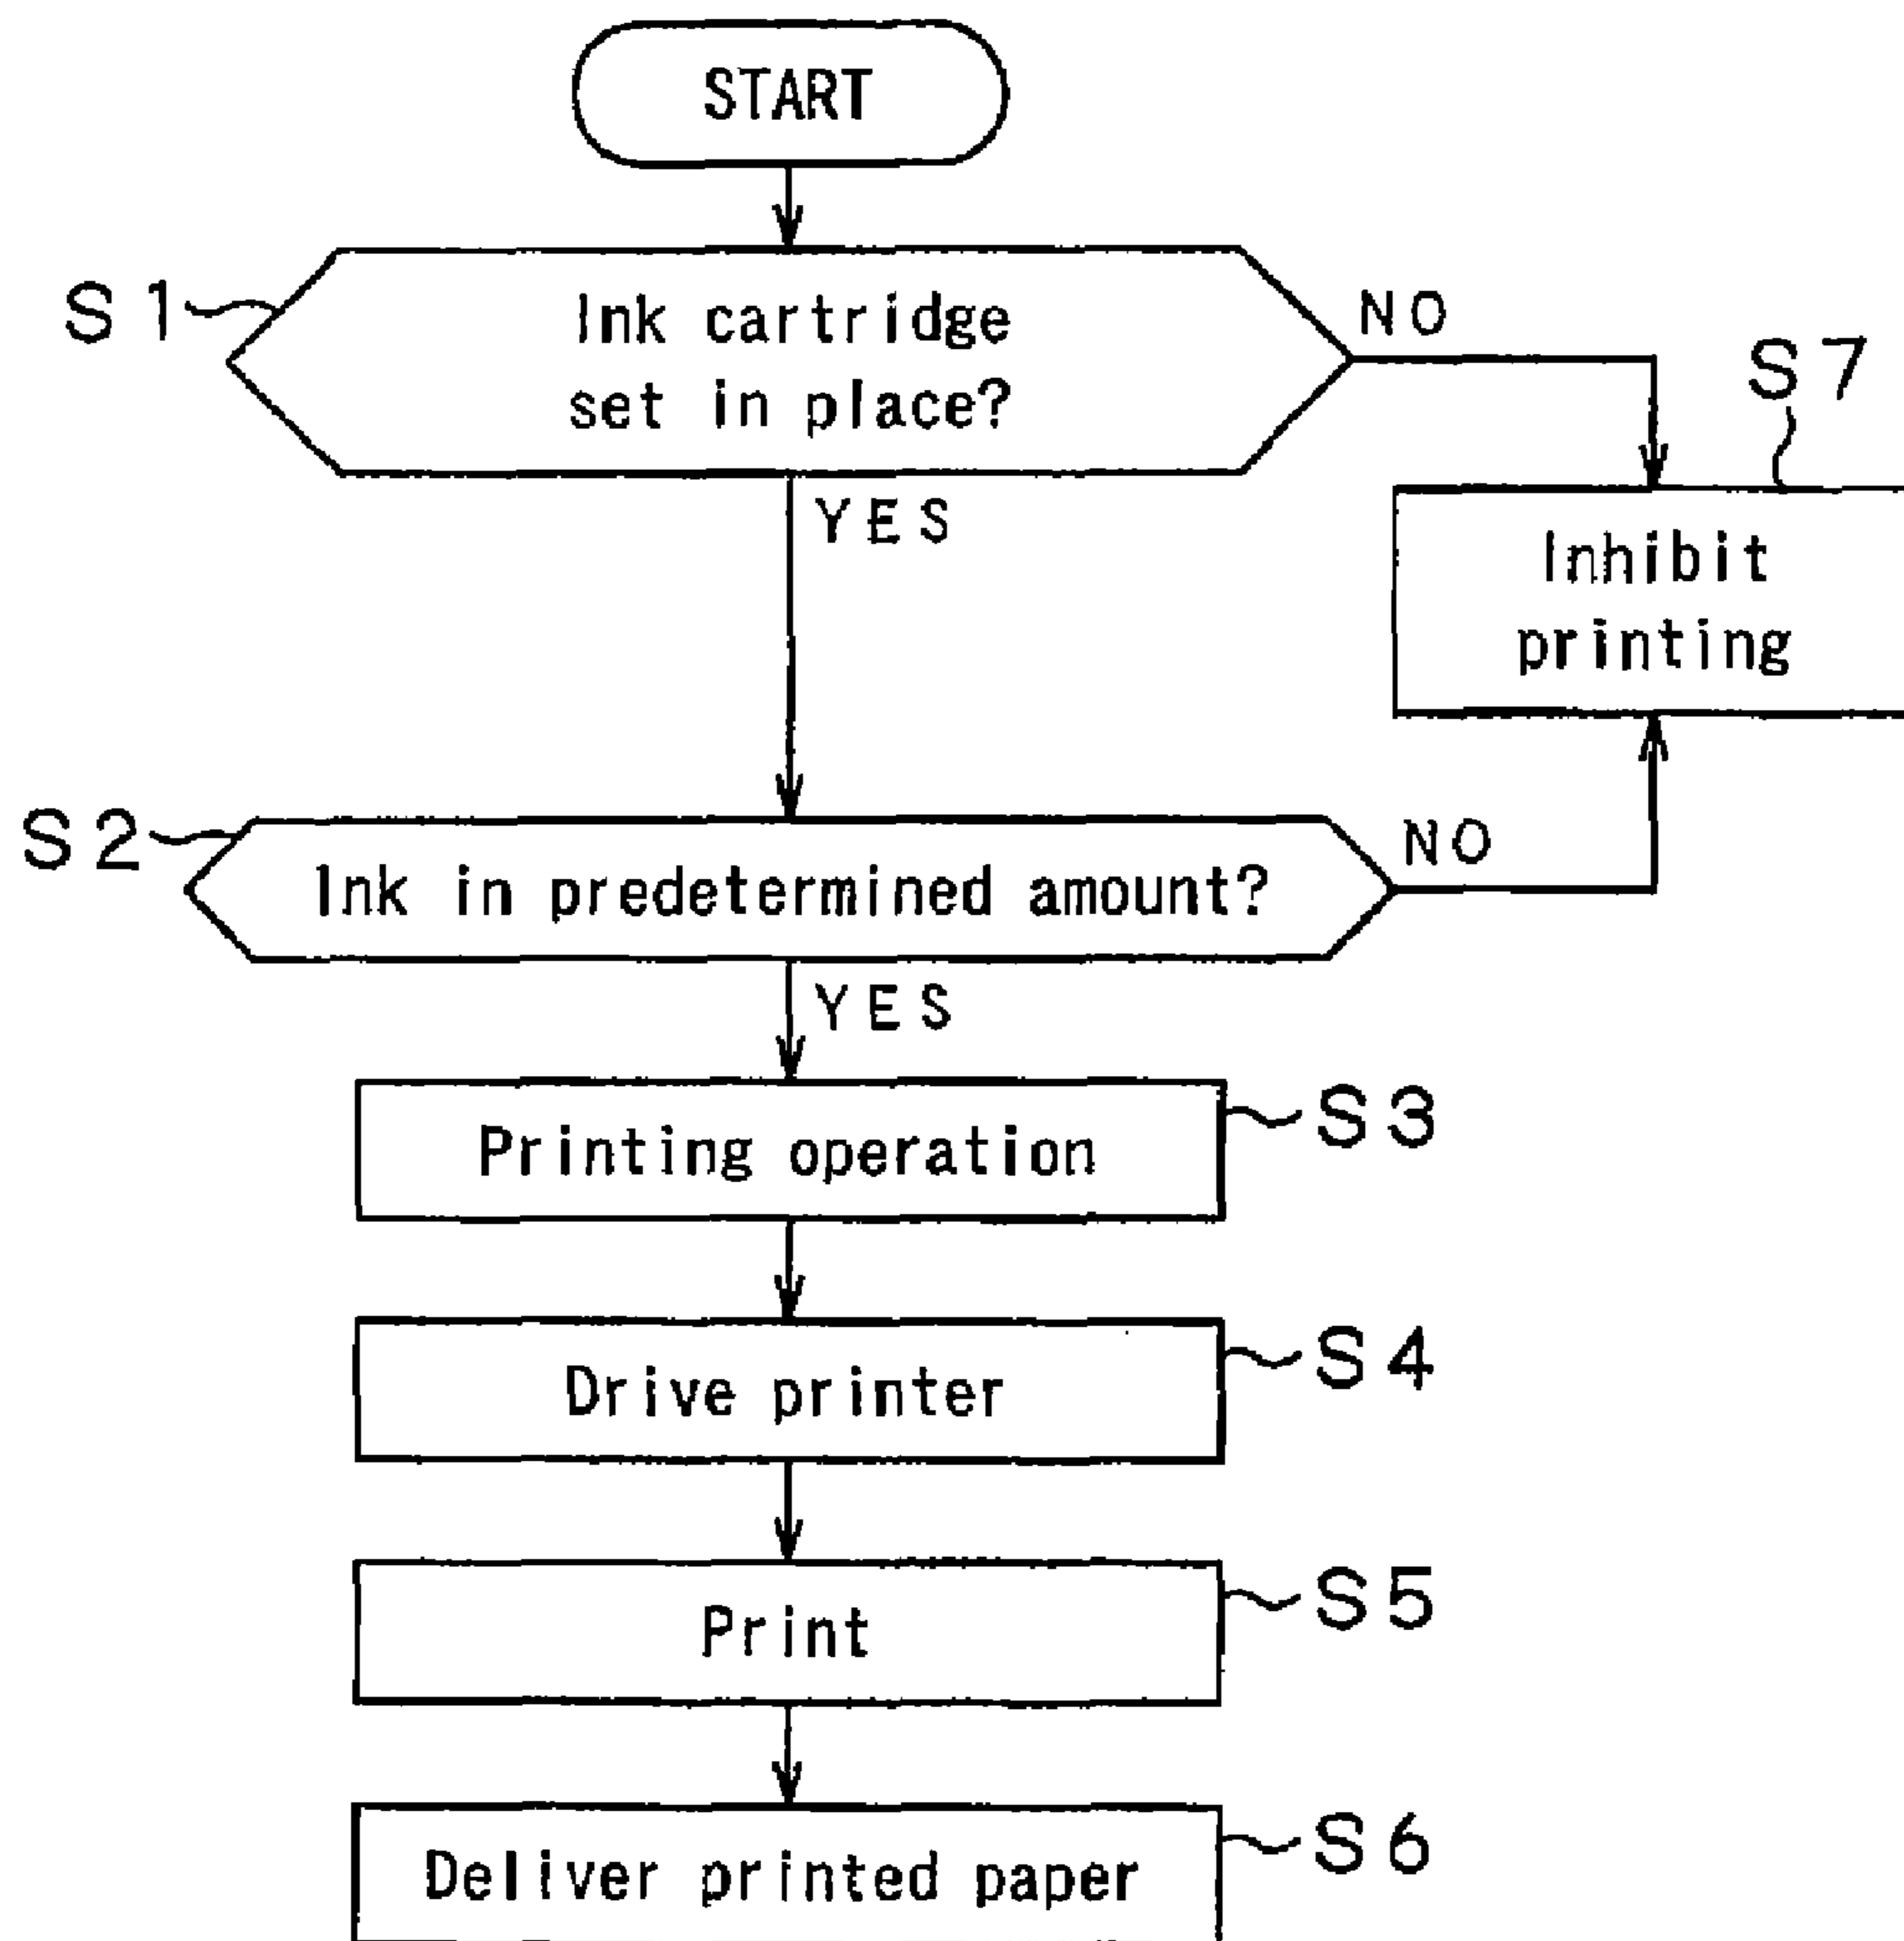 START
S1
Ink cartridge
set in place?
NO
S7
YES
Inhibit
printing
S2
Ink in predetermined amount?
NO
YES
Printing operation
S3
Drive printer
S4
Print
S5
Deliver printed paper
S6